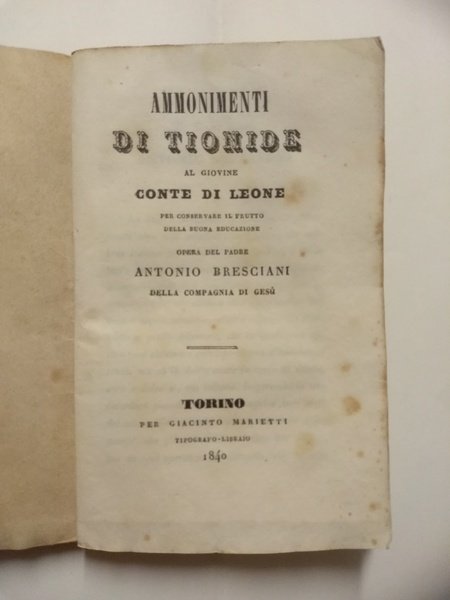 AMMONIMENTI
DI TIONIDE
AL GIOVINE
CONTE DI LEONE
PER CONSERVARE IL FRUTTO
DELLA BUONA EDUCAZIONE
OPERA DEL PADRE
ANTONIO BRESCIANI
DELLA COMPAGNIA DI GESÙ
TORINO
PER GIACINTO MARIETTI
TIPOGRAFO-LIBRAIO
1840